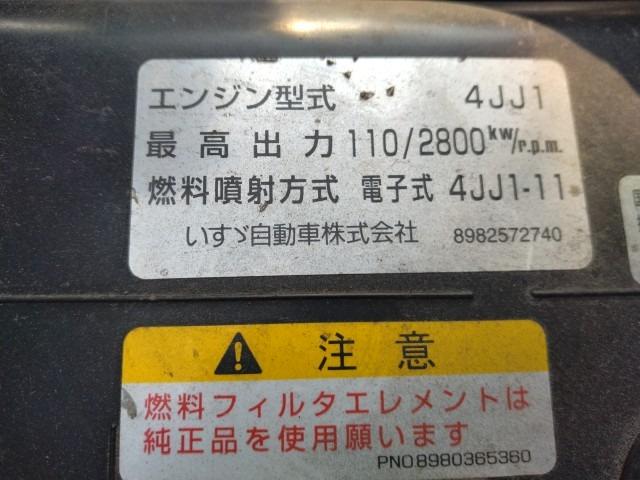 エンジン型式 4JJ1
最高出力 110/2800kw/r.p.m.
燃料噴射方式 電子式 4JJ1-11
いすゞ自動車株式会社 8982572740
注意
燃料フィルタエレメントは
純正品を使用願います
PNO.8980365360